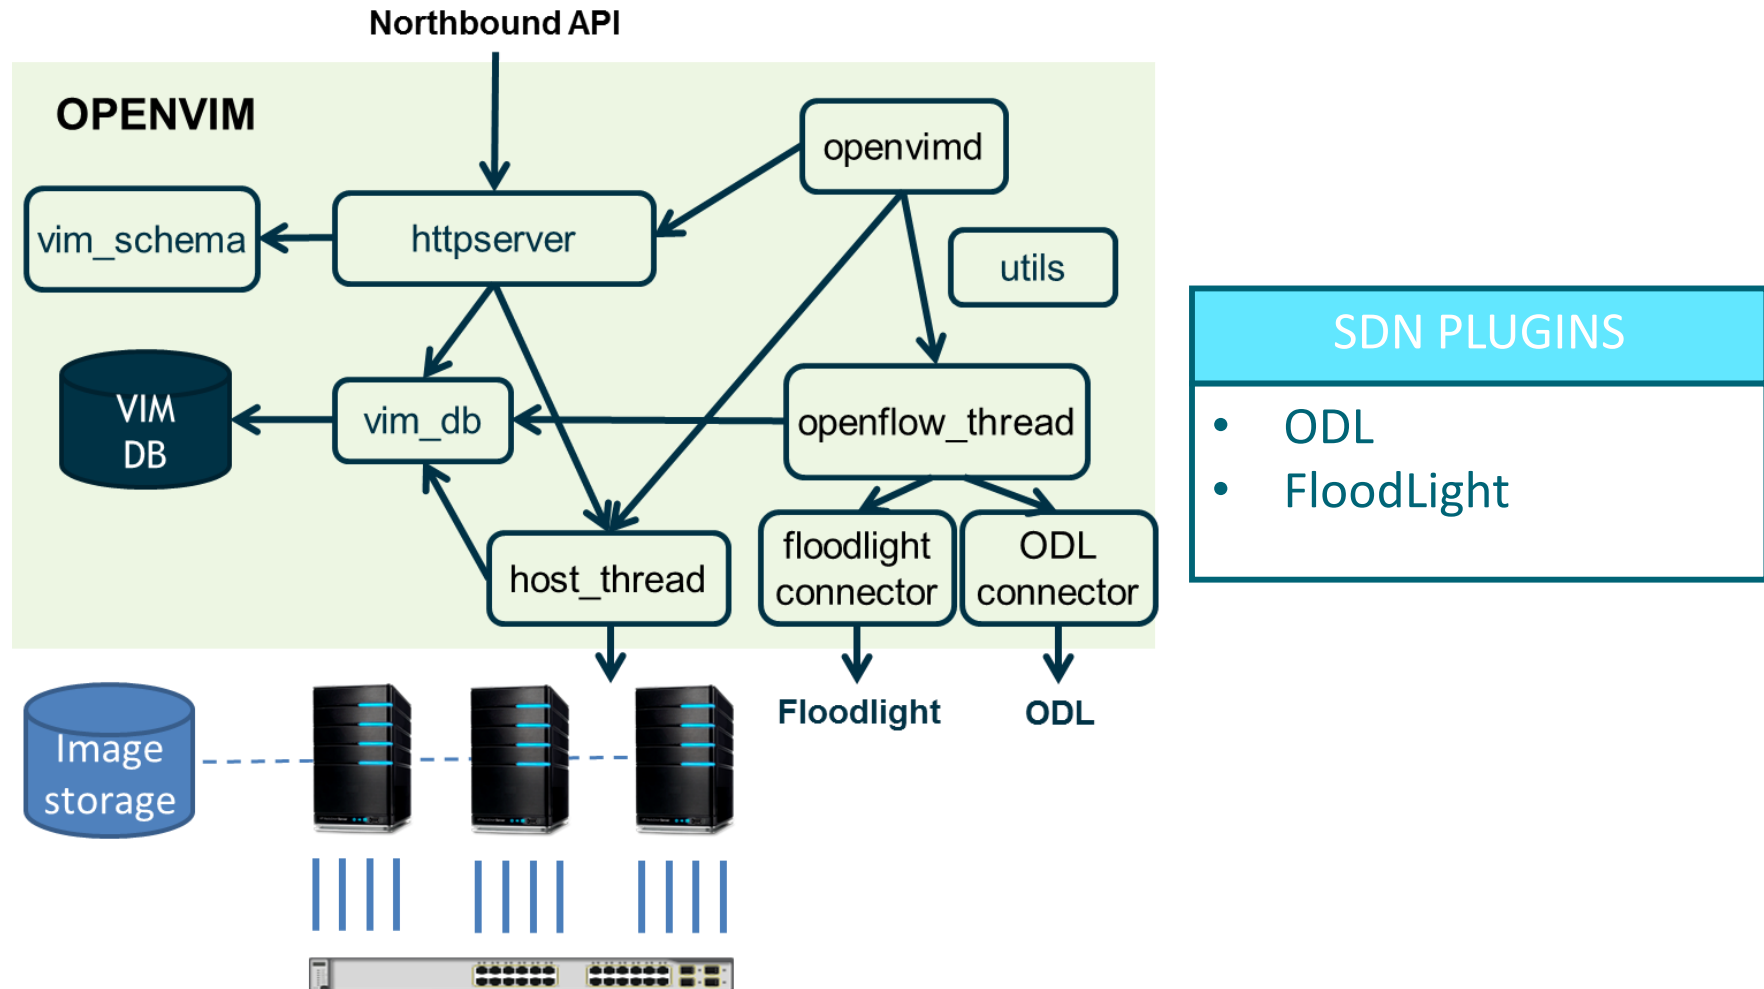 Northbound API
OPENVIM
openvimd
vim_schema
httpserver
utils
SDN PLUGINS
VIM
DB
vim_db
openflow_thread
• ODL
• FloodLight
host_thread
floodlight
connector
ODL
connector
Floodlight
ODL
Image
storage